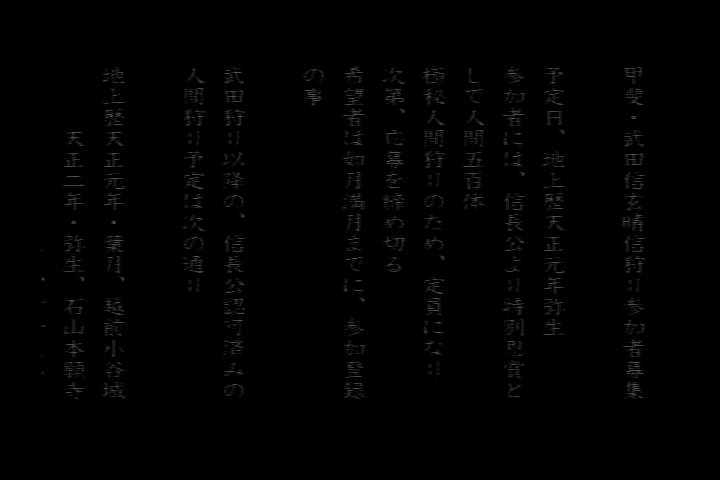 甲斐・武田信玄晴信狩り参加者募集
予定日、地上歴天正元年弥生
参加者には、信長公より特別恩賞と
して人間五百体
極秘人間狩りのため、定員になり
次第、応募を締め切る
希望者は如月満月までに、参加登録
の事
武田狩り以降の、信長公認可済みの
人間狩り予定は次の通り
地上歴天正元年・葉月、越前小谷城
天正二年・弥生、石山本願寺